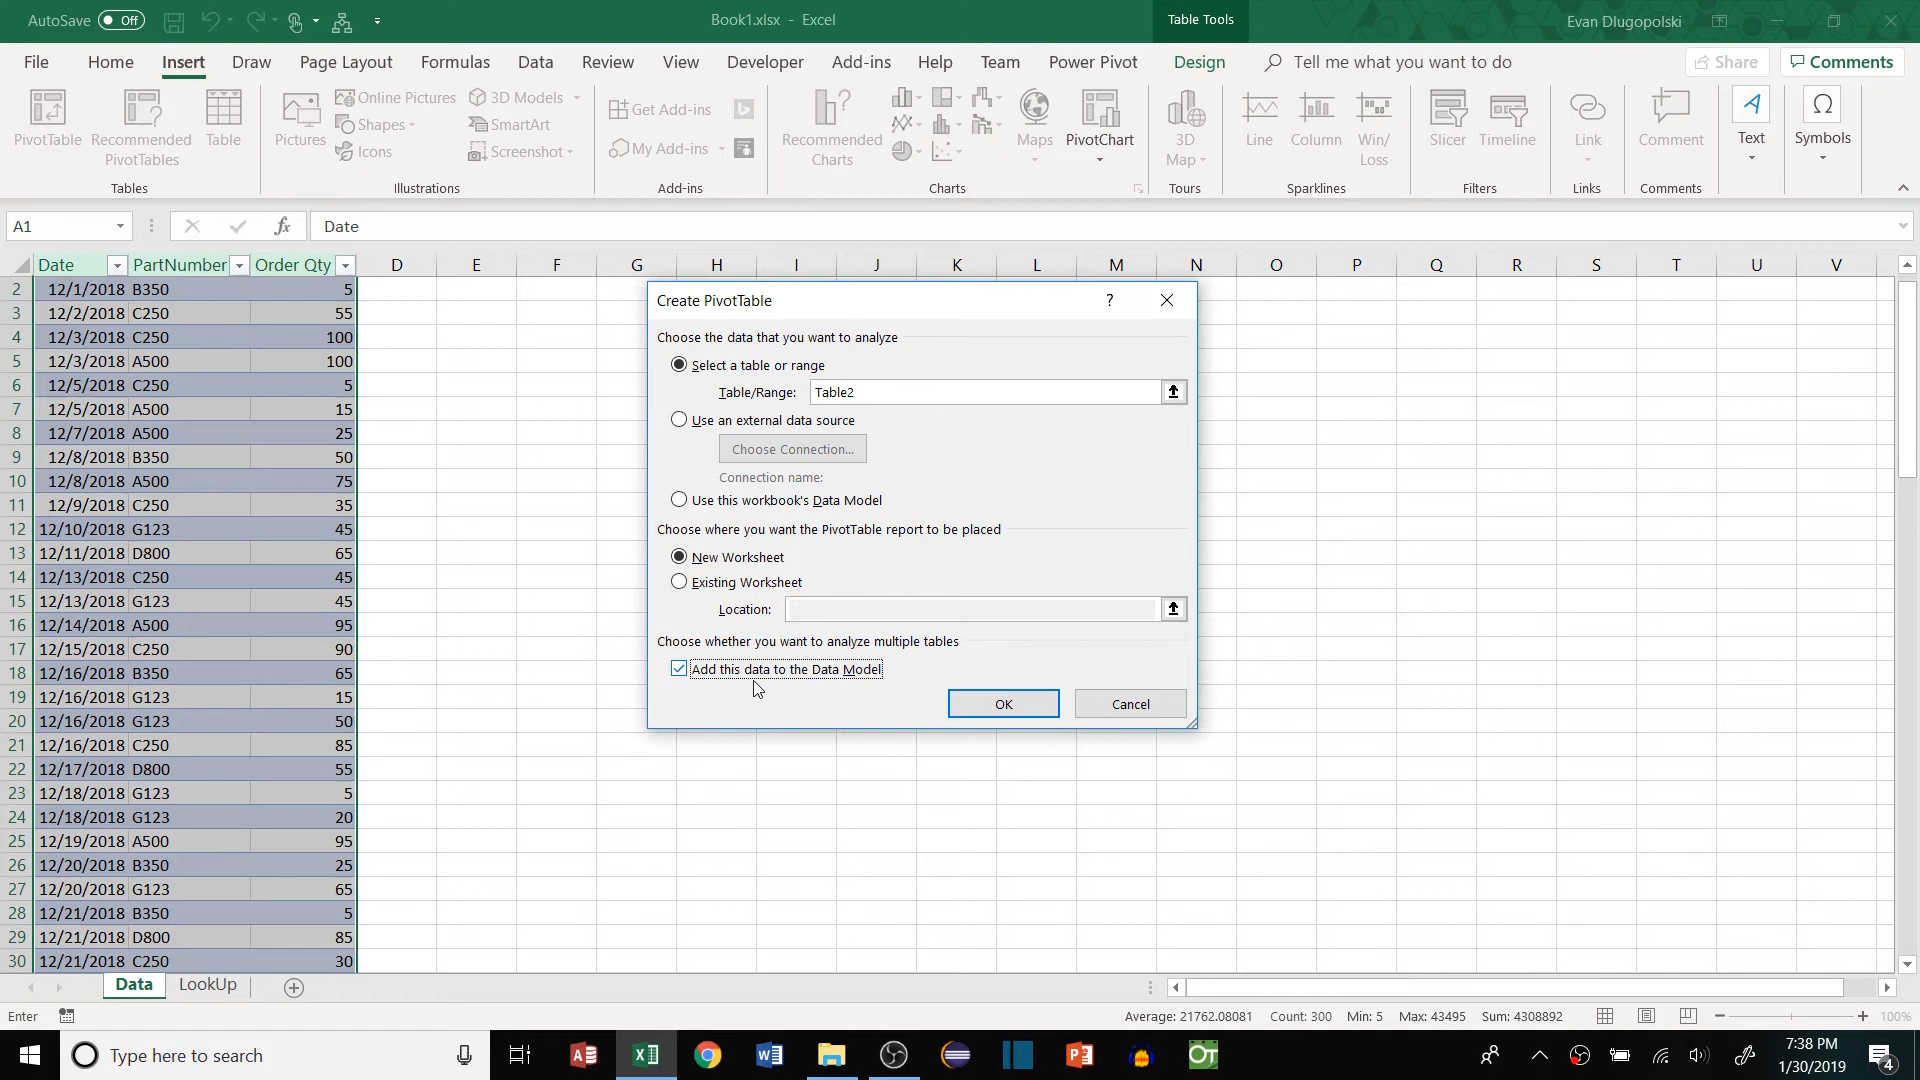 AutoSave Off
Book1.xlsx - Excel
Table Tools
Evan Dlugopolski
File Home Insert Draw Page Layout Formulas Data Review View Developer Add-ins Help Team Power Pivot Design Tell me what you want to do Share Comments
PivotTable
Recommended PivotTables
Table
Tables
Pictures
Online Pictures
Shapes
Icons
3D Models
SmartArt
Screenshot
Illustrations
Get Add-ins
My Add-ins
Add-ins
Recommended Charts
Maps
PivotChart
Charts
3D Map
Tours
Line
Column
Win/Loss
Sparklines
Slicer
Timeline
Filters
Link
Links
Comment
Comments
Text
Symbols
A1 fx Date
Date PartNumber Order Qty D E F G H I J K L M N O P Q R S T U V
2 12/1/2018 B350 5
3 12/2/2018 C250 55
4 12/3/2018 C250 100
5 12/3/2018 A500 100
6 12/5/2018 C250 5
7 12/5/2018 A500 15
8 12/7/2018 A500 25
9 12/8/2018 B350 50
10 12/8/2018 A500 75
11 12/9/2018 C250 35
12 12/10/2018 G123 45
13 12/11/2018 D800 65
14 12/13/2018 C250 45
15 12/13/2018 G123 45
16 12/14/2018 A500 95
17 12/15/2018 C250 90
18 12/16/2018 B350 65
19 12/16/2018 G123 15
20 12/16/2018 G123 50
21 12/16/2018 C250 85
22 12/17/2018 D800 55
23 12/18/2018 G123 5
24 12/18/2018 G123 20
25 12/19/2018 A500 95
26 12/20/2018 B350 25
27 12/20/2018 G123 65
28 12/21/2018 B350 5
29 12/21/2018 D800 85
30 12/21/2018 C250 30
Create PivotTable ?
Choose the data that you want to analyze
Select a table or range
Table/Range: Table2
Use an external data source
Choose Connection...
Connection name:
Use this workbook's Data Model
Choose where you want the PivotTable report to be placed
New Worksheet
Existing Worksheet
Location:
Choose whether you want to analyze multiple tables
Add this data to the Data Model
OK Cancel
Data LookUp
Enter
Average: 21762.08081 Count: 300 Min: 5 Max: 43495 Sum: 4308892
100%
Type here to search
OT
7:38 PM
1/30/2019
4